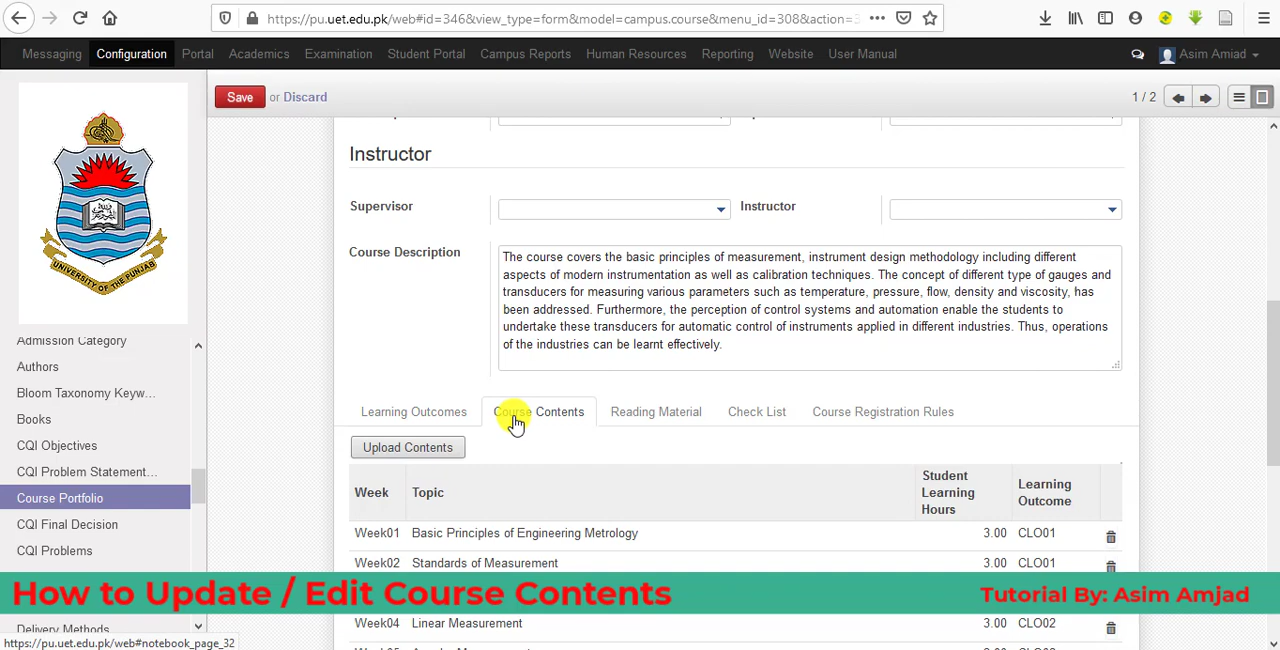 https://pu.uet.edu.pk/web#id=346&view_type=form&model=campus.course&menu_id=308&action=
Messaging Configuration Portal Academics Examination Student Portal Campus Reports Human Resources Reporting Website User Manual Asim Amjad
Save or Discard 1 / 2
UNIVERSITY OF THE PUNJAB
Instructor
Supervisor Instructor
Course Description
The course covers the basic principles of measurement, instrument design methodology including different
aspects of modern instrumentation as well as calibration techniques. The concept of different type of gauges and
transducers for measuring various parameters such as temperature, pressure, flow, density and viscosity, has
been addressed. Furthermore, the perception of control systems and automation enable the students to
undertake these transducers for automatic control of instruments applied in different industries. Thus, operations
of the industries can be learnt effectively.
Admission Category
Authors
Bloom Taxonomy Keyw...
Books
CQI Objectives
CQI Problem Statement...
Course Portfolio
CQI Final Decision
CQI Problems
Delivery Methods
Learning Outcomes Course Contents Reading Material Check List Course Registration Rules
Upload Contents
Week Topic Student Learning Hours Learning Outcome
Week01 Basic Principles of Engineering Metrology 3.00 CLO01
Week02 Standards of Measurement 3.00 CLO01
How to Update / Edit Course Contents Tutorial By: Asim Amjad
Week04 Linear Measurement 3.00 CLO02
https://pu.uet.edu.pk/web#notebook_page_32